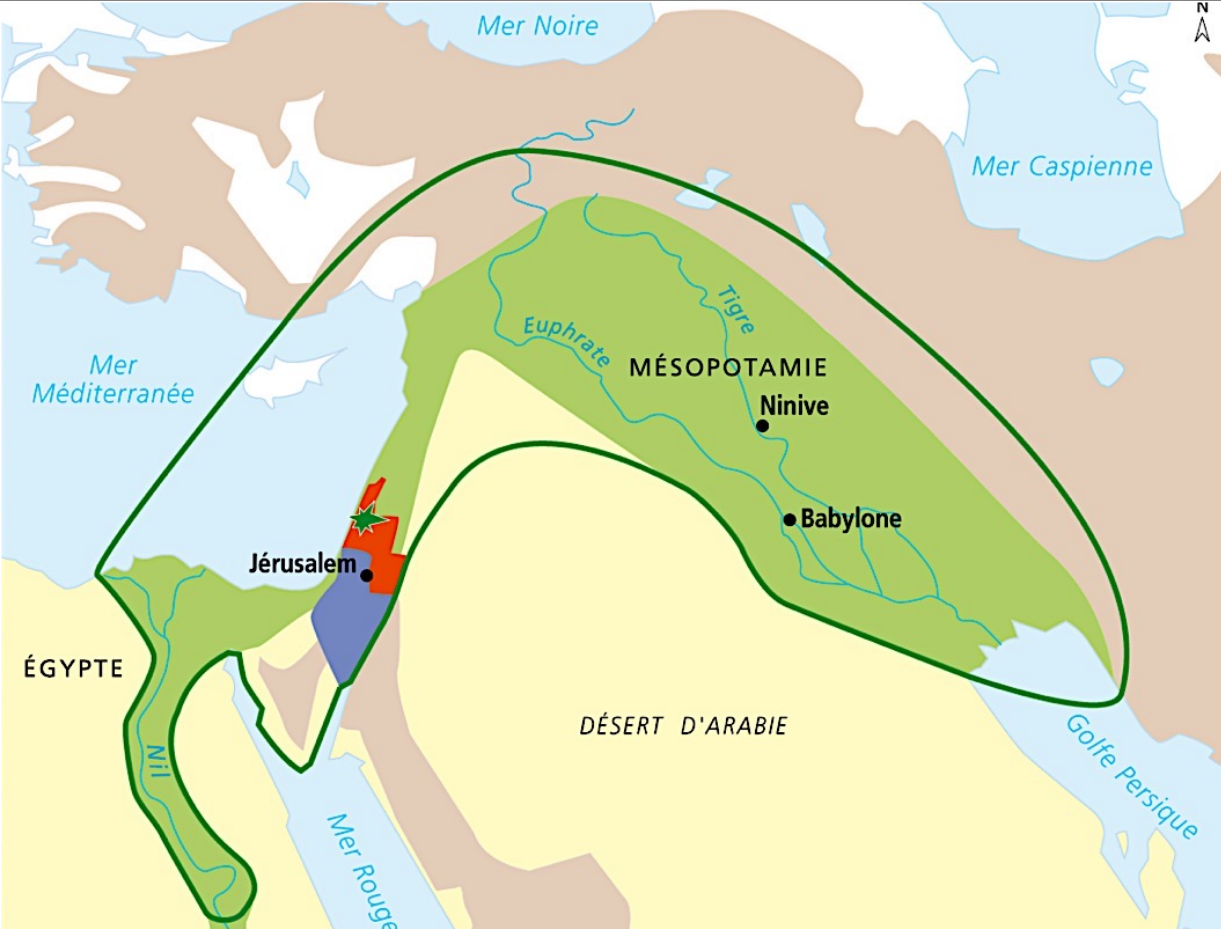 N
Mer Noire
Mer Caspienne
Tigre
Euphrate
Mer
Méditerranée
MÉSOPOTAMIE
Ninive
Babylone
Jérusalem
ÉGYPTE
DÉSERT D'ARABIE
Nil
Golfe Persique
Mer Rouge